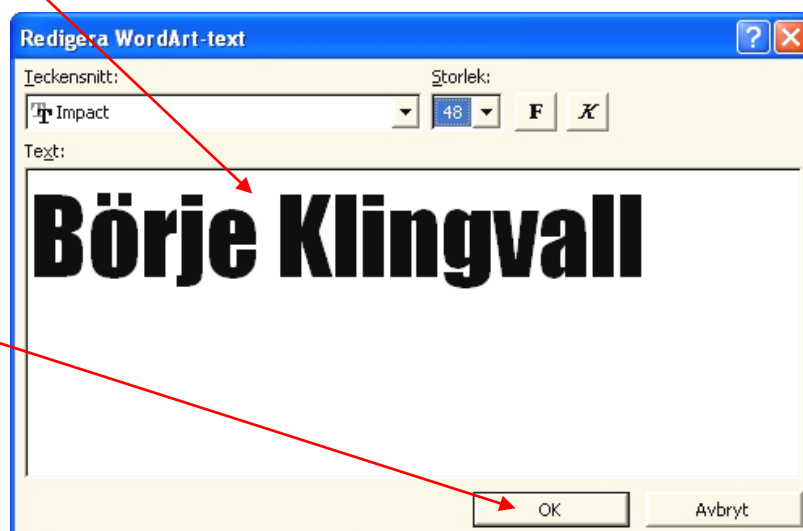 Redigera WordArt-text
Teckensnitt: Storlek:
Impact 48 F K
Text:
Börje Klingvall
OK Avbryt